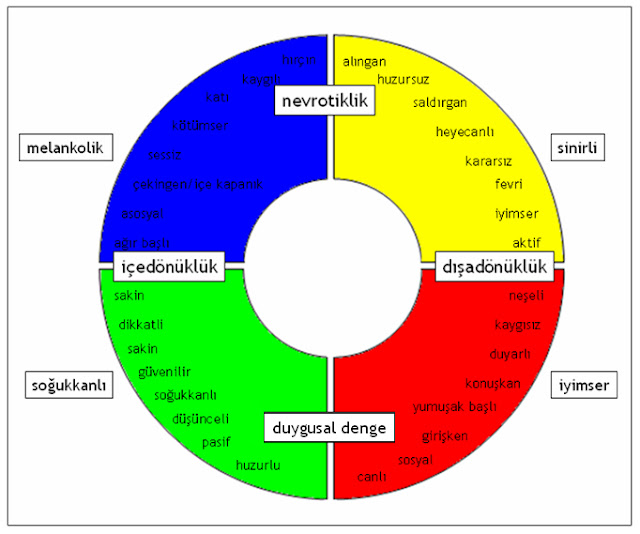 hırçın
kaygılı
katı
kötümser
sessiz
çekingen/içe kapanık
asosyal
ağır başlı
alıngan
huzursuz
saldırgan
heyecanlı
kararsız
fevri
iyimser
aktif
nevrotiklik
melankolik
sinirli
içedönüklük
dışadönüklük
sakin
dikkatli
sakin
güvenilir
soğukkanlı
düşünceli
pasif
huzurlu
neşeli
kaygısız
duyarlı
konuşkan
yumuşak başlı
girişken
sosyal
canlı
soğukkanlı
iyimser
duygusal denge